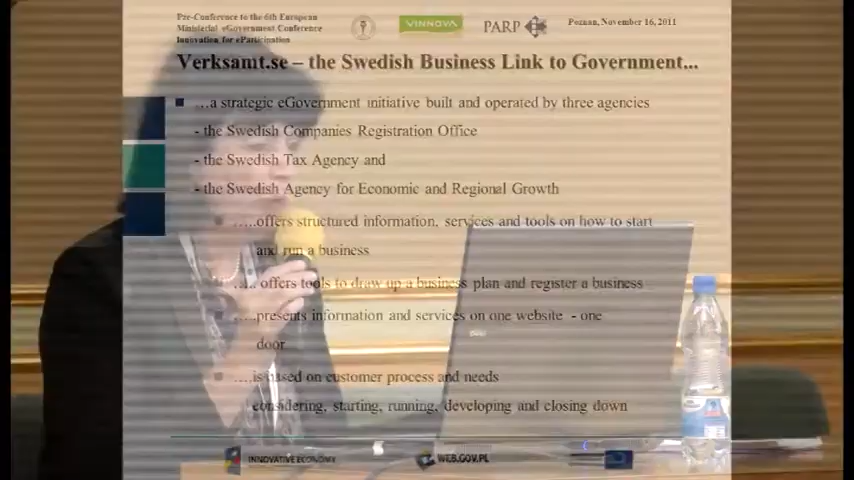 Pre-Conference to the 6th European
Ministerial eGovernment Conference
Innovation for eParticipation
VINNOVA
PARP
Poznan, November 16, 2011
Verksamt.se – the Swedish Business Link to Government...
...a strategic eGovernment initiative built and operated by three agencies
- the Swedish Companies Registration Office
- the Swedish Tax Agency and
- the Swedish Agency for Economic and Regional Growth
.....offers structured information, services and tools on how to start
and run a business
..... offers tools to draw up a business plan and register a business
.....presents information and services on one website - one
door
....is based on customer process and needs
considering, starting, running, developing and closing down
INNOVATIVE ECONOMY
WEB.GOV.PL